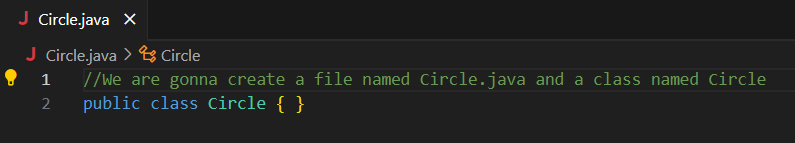 Circle.java
Circle.java > Circle
1 //We are gonna create a file named Circle.java and a class named Circle
2 public class Circle { }